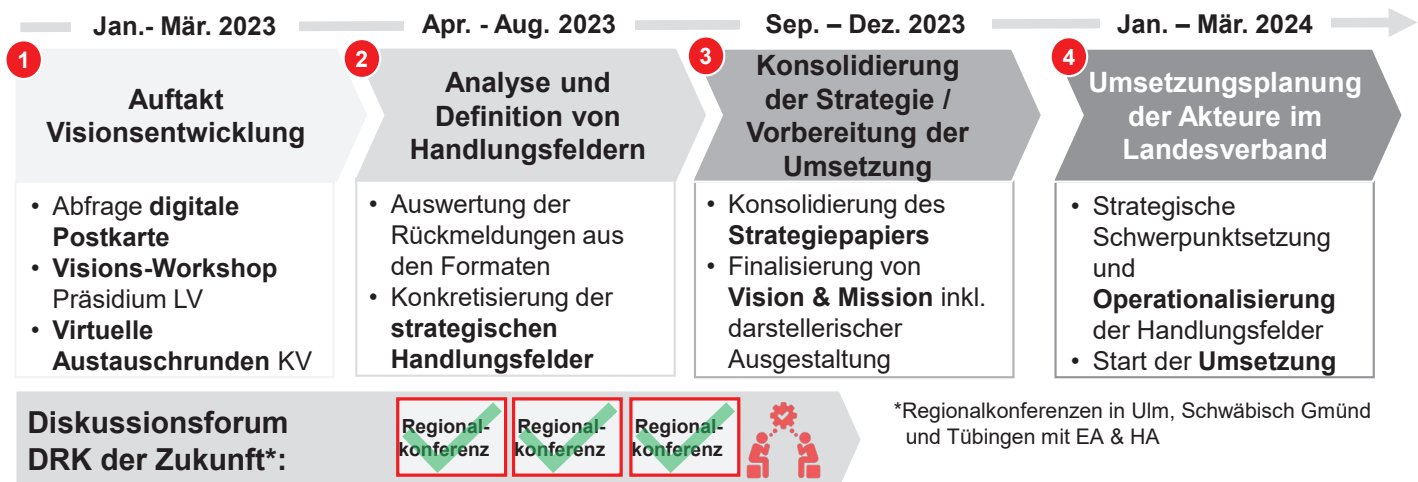 Jan.- Mär. 2023
Apr. - Aug. 2023
Sep. – Dez. 2023
Jan. – Mär. 2024
1
Auftakt
Visionsentwicklung
2
Analyse und
Definition von
Handlungsfeldern
3
Konsolidierung
der Strategie /
Vorbereitung der
Umsetzung
4
Umsetzungsplanung
der Akteure im
Landesverband
• Abfrage digitale
Postkarte
• Visions-Workshop
Präsidium LV
• Virtuelle
Austauschrunden KV
• Auswertung der
Rückmeldungen aus
den Formaten
• Konkretisierung der
strategischen
Handlungsfelder
• Konsolidierung des
Strategiepapiers
• Finalisierung von
Vision & Mission inkl.
darstellerischer
Ausgestaltung
• Strategische
Schwerpunktsetzung
und
Operationalisierung
der Handlungsfelder
• Start der Umsetzung
Diskussionsforum
DRK der Zukunft*:
Regional-
konferenz
Regional-
konferenz
Regional-
konferenz
*Regionalkonferenzen in Ulm, Schwäbisch Gmünd
und Tübingen mit EA & HA